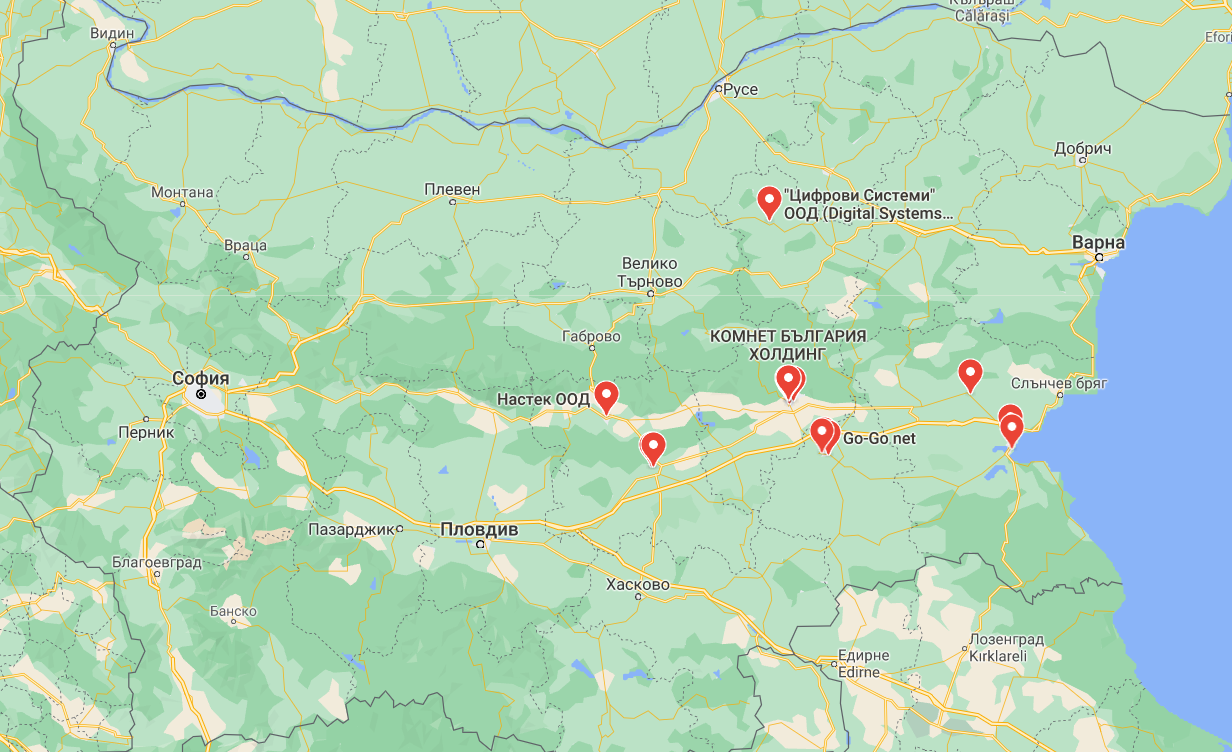 Кълъраш
Călărași
Видин
Русе
Добрич
Монтана
Плевен
"Цифрови Системи"
ООД (Digital Systems...
Враца
Варна
Велико
Търново
Габрово
КОМНЕТ БЪЛГАРИЯ
ХОЛДИНГ
София
Слънчев бряг
Настек ООД
Перник
Go-Go net
Пазарджик
Пловдив
Благоевград
Хасково
Банско
Лозенград
Kırklareli
Едирне
Edirne